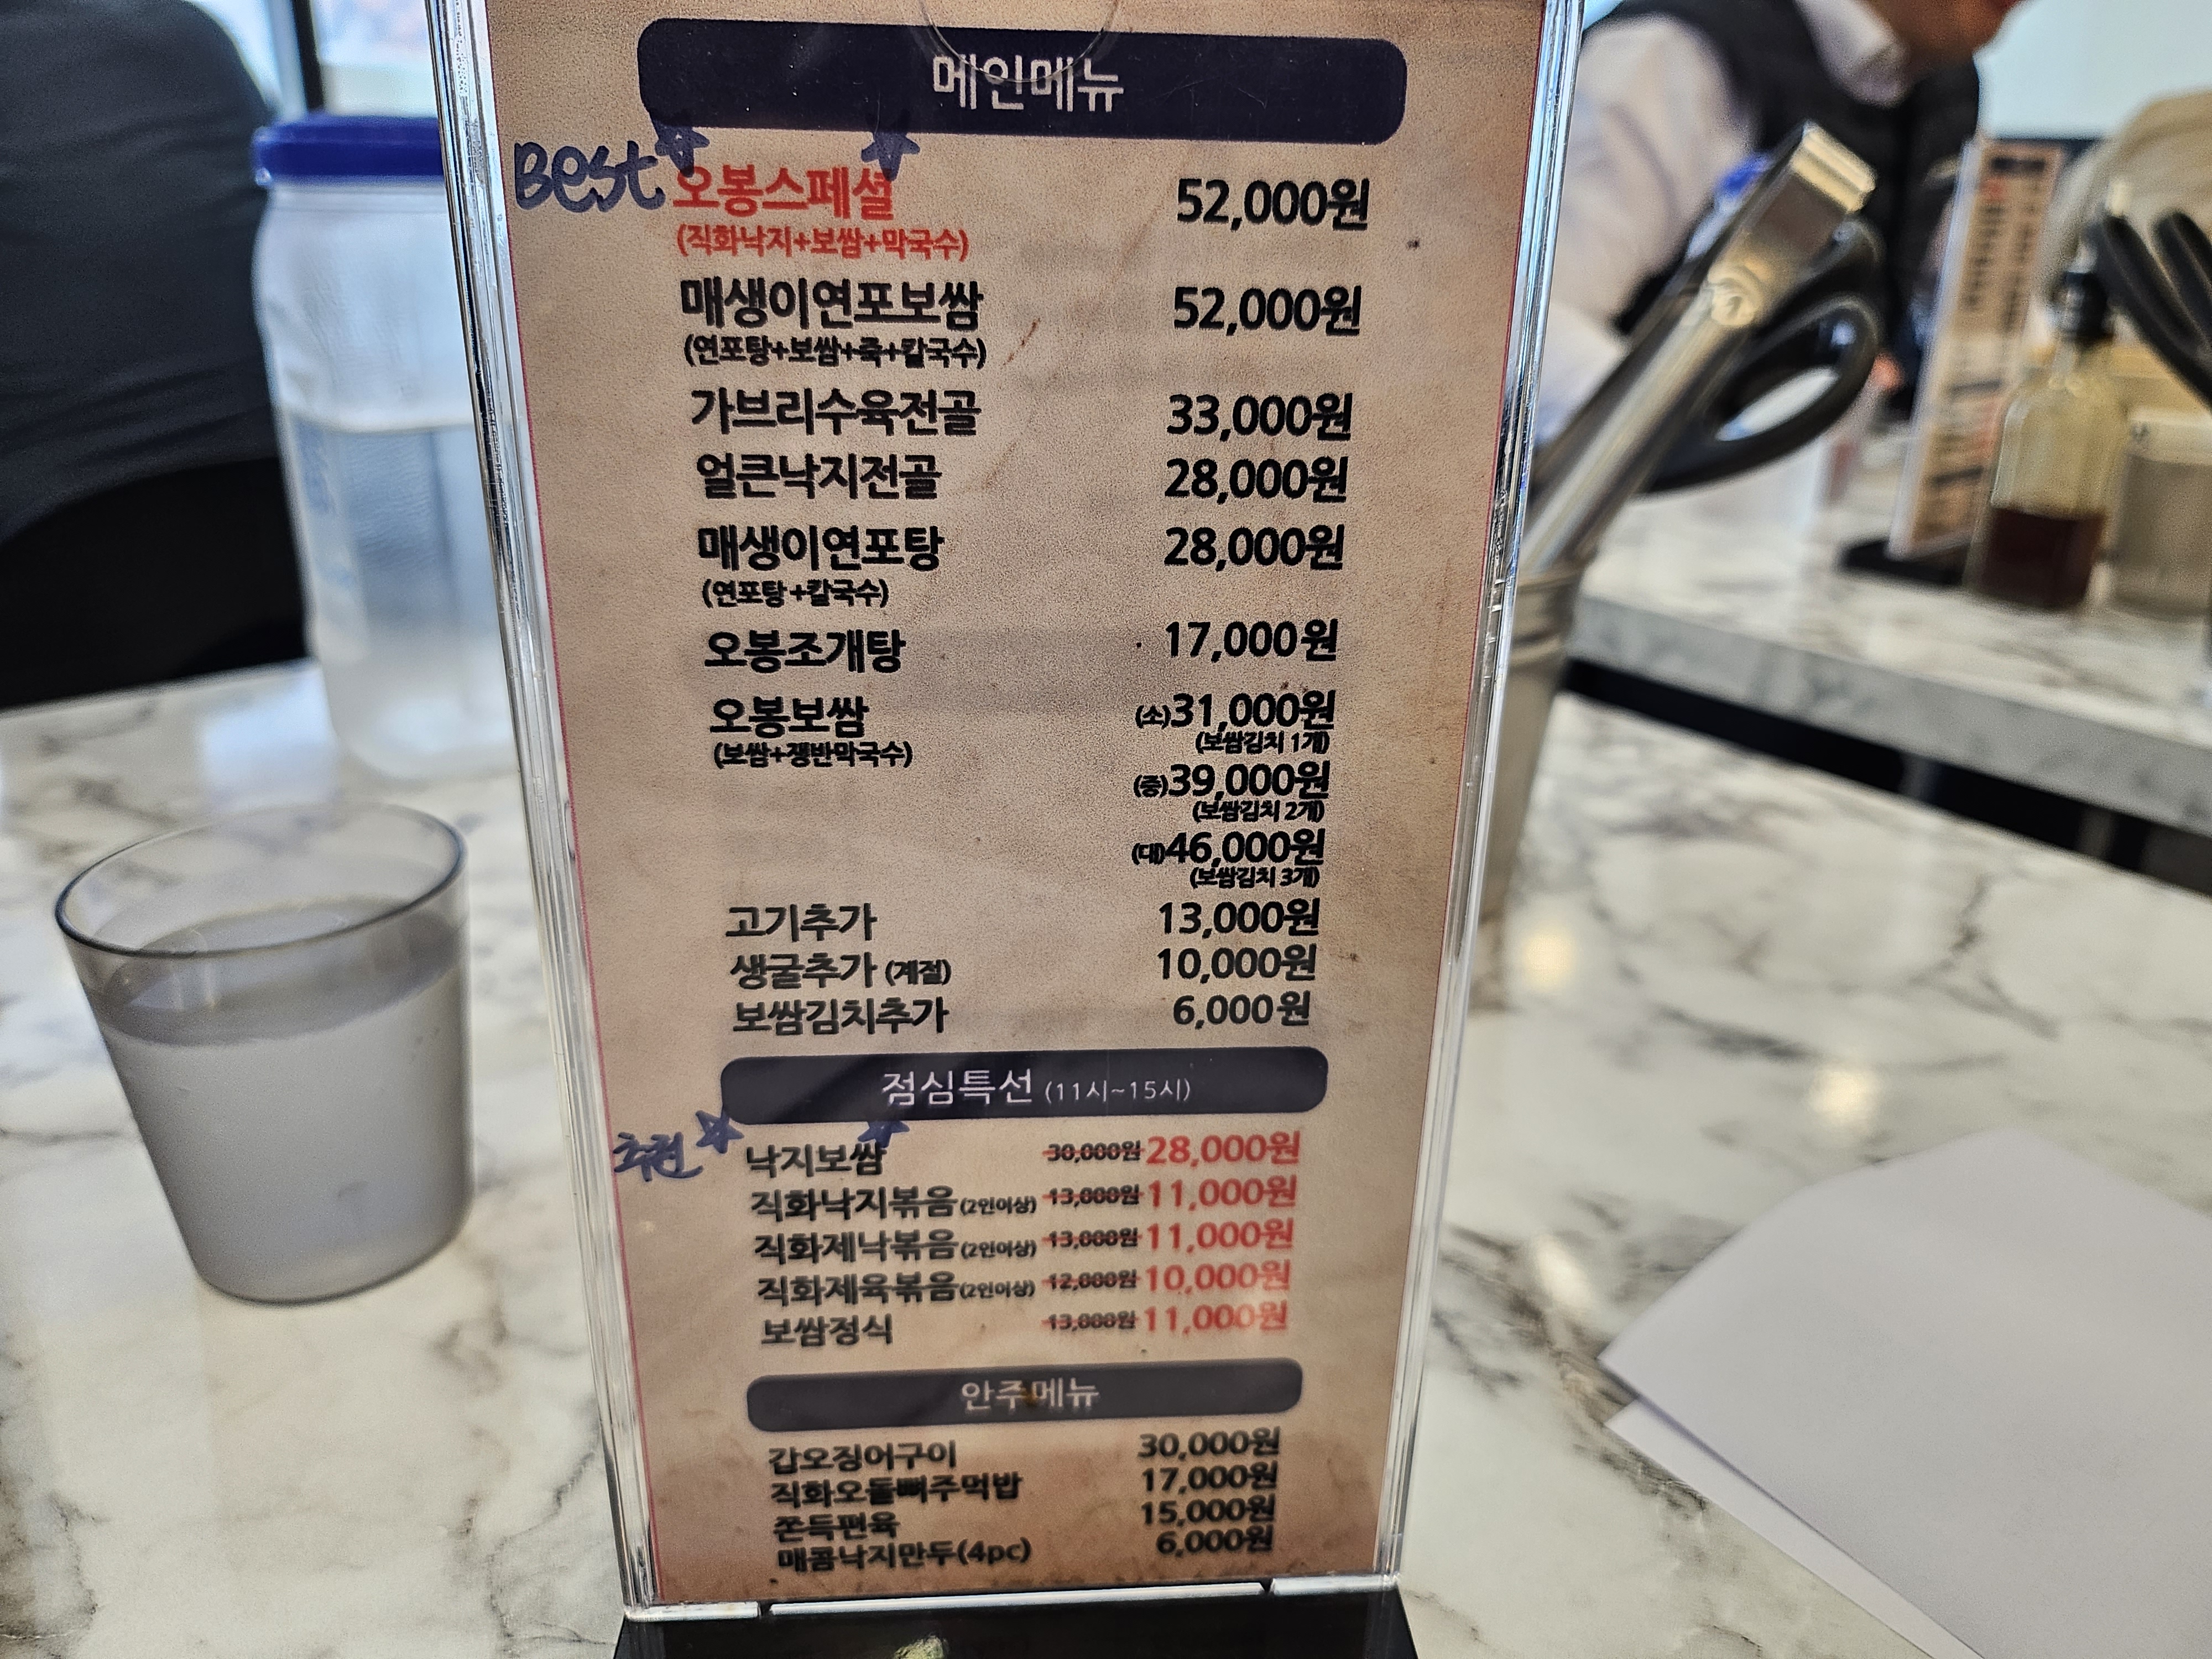 메인메뉴
Best 오봉스페셜 52,000원
(직화낙지+보쌈+막국수)
매생이연포보쌈 52,000원
(연포탕+보쌈+죽+칼국수)
가브리수육전골 33,000원
얼큰낙지전골 28,000원
매생이연포탕 28,000원
(연포탕+칼국수)
오봉조개탕 17,000원
오봉보쌈 (소)31,000원
(보쌈+쟁반막국수) (보쌈김치 1개)
(중)39,000원
(보쌈김치 2개)
(대)46,000원
(보쌈김치 3개)
고기추가 13,000원
생굴추가 (계절) 10,000원
보쌈김치추가 6,000원
점심특선 (11시~15시)
추천 낙지보쌈 30,000원 28,000원
직화낙지볶음(2인이상) 13,000원 11,000원
직화제낙볶음(2인이상) 13,000원 11,000원
직화제육볶음(2인이상) 12,000원 10,000원
보쌈정식 13,000원 11,000원
안주메뉴
갑오징어구이 30,000원
직화오돌뼈주먹밥 17,000원
쫀득편육 15,000원
매콤낙지만두(4pc) 6,000원